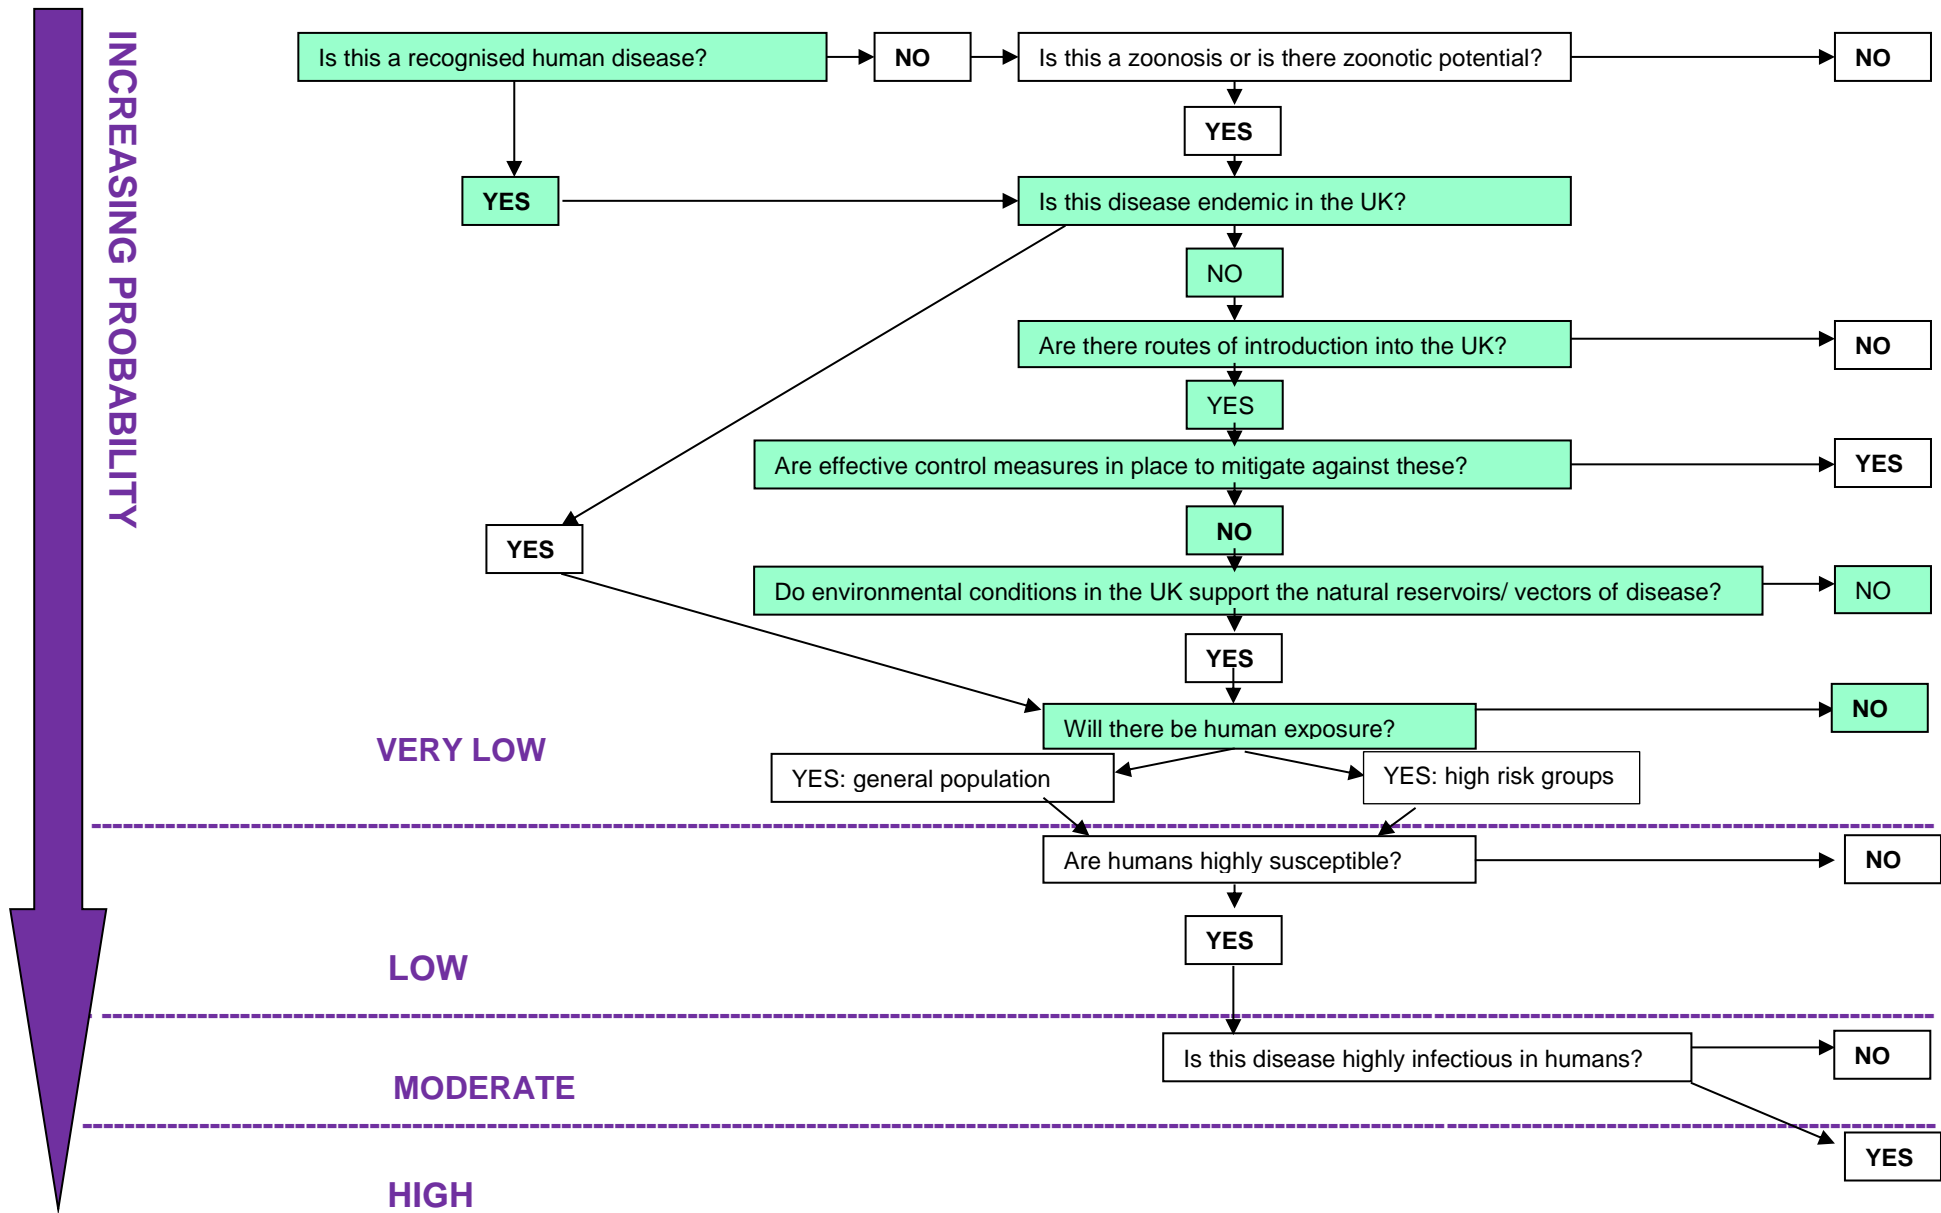 INCREASING PROBABILITY
Is this a recognised human disease?
NO
Is this a zoonosis or is there zoonotic potential?
NO
YES
YES
Is this disease endemic in the UK?
NO
Are there routes of introduction into the UK?
NO
YES
Are effective control measures in place to mitigate against these?
YES
NO
YES
Do environmental conditions in the UK support the natural reservoirs/ vectors of disease?
NO
YES
Will there be human exposure?
NO
VERY LOW
YES: general population
YES: high risk groups
Are humans highly susceptible?
NO
YES
LOW
Is this disease highly infectious in humans?
NO
MODERATE
YES
HIGH